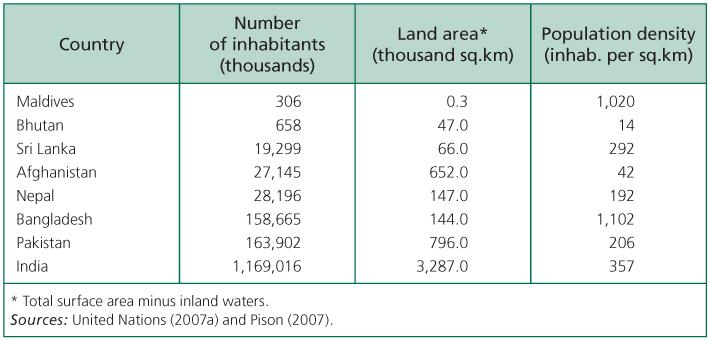 Country Number of inhabitants (thousands) Land area* (thousand sq.km) Population density (inhab. per sq.km)
Maldives 306 0.3 1,020
Bhutan 658 47.0 14
Sri Lanka 19,299 66.0 292
Afghanistan 27,145 652.0 42
Nepal 28,196 147.0 192
Bangladesh 158,665 144.0 1,102
Pakistan 163,902 796.0 206
India 1,169,016 3,287.0 357
* Total surface area minus inland waters.
Sources: United Nations (2007a) and Pison (2007).